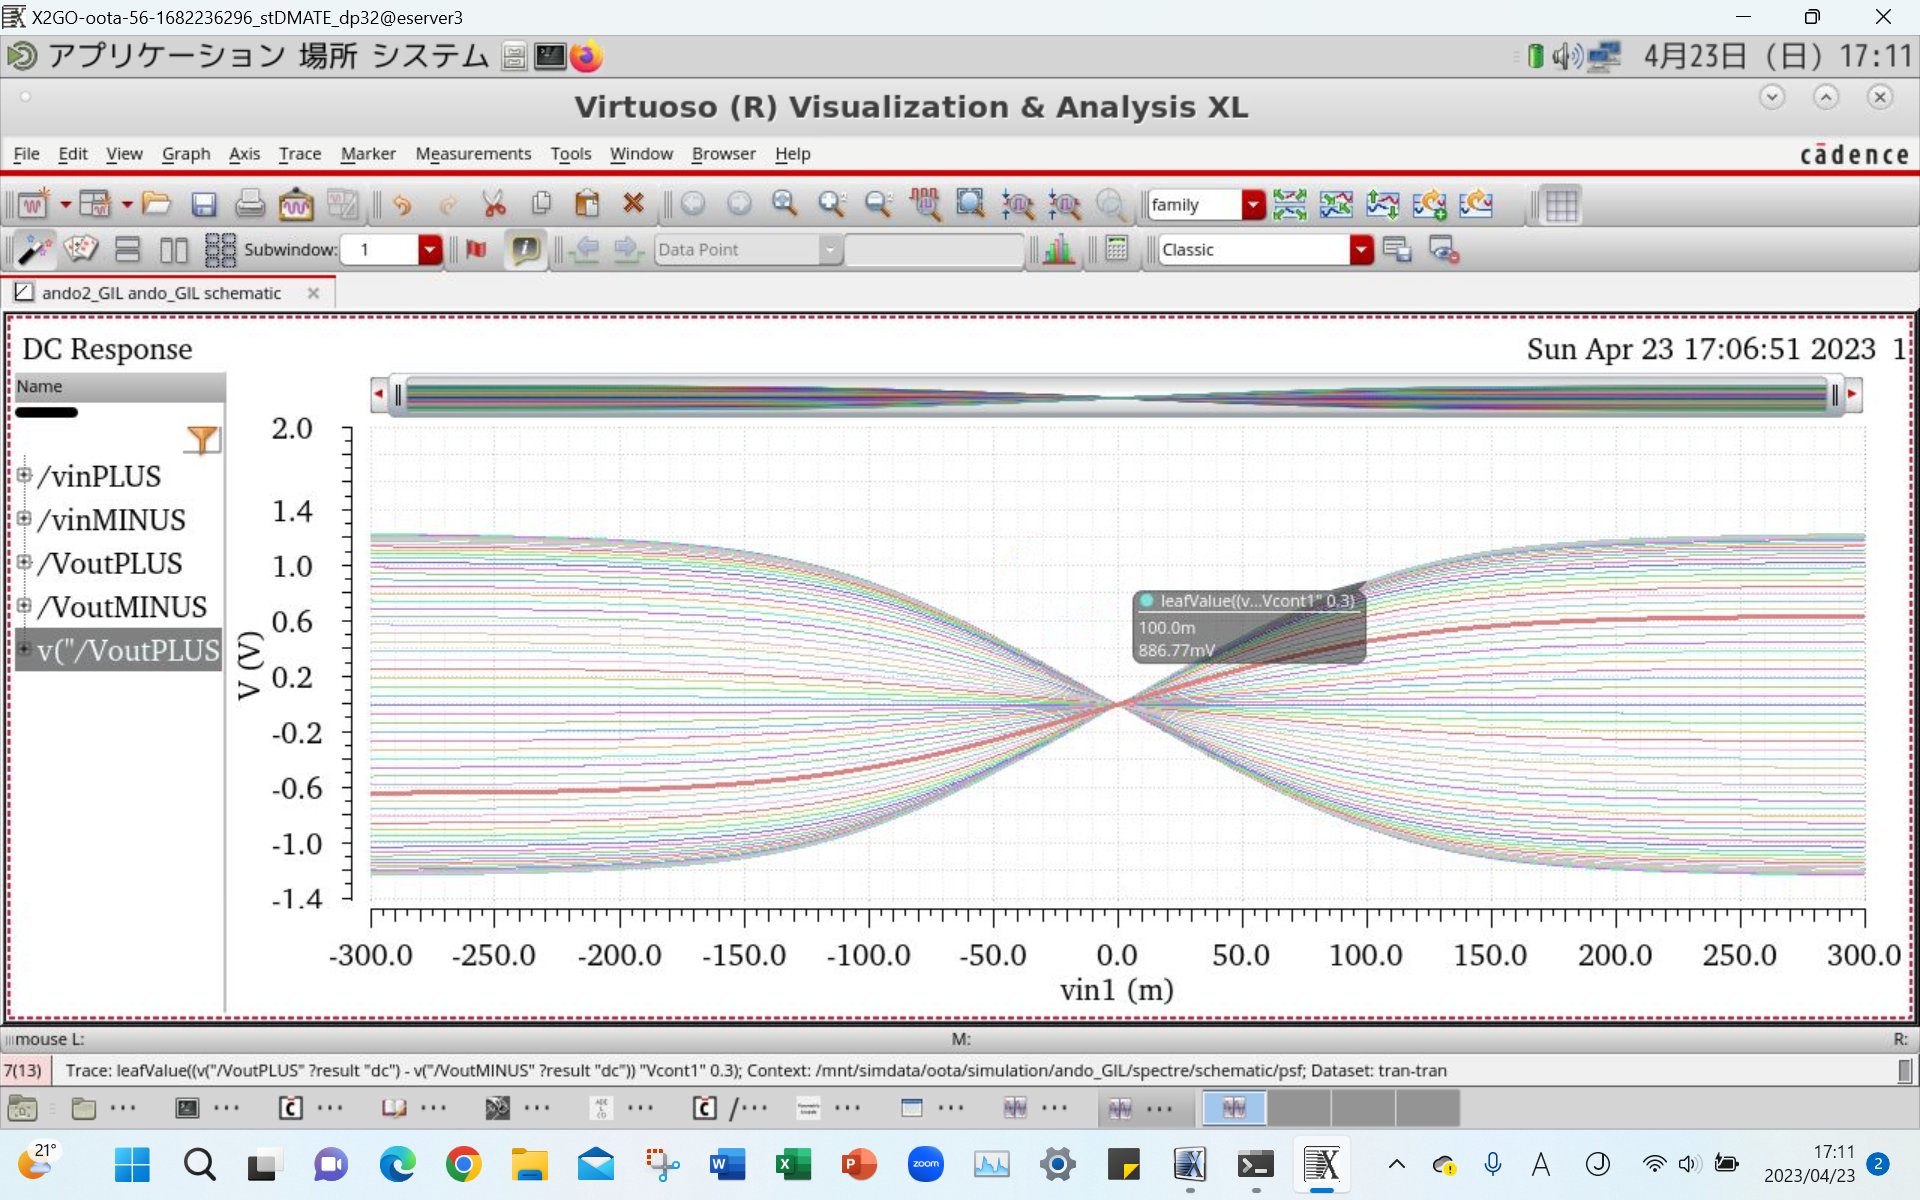 X2GO-oota-56-1682236296_stDMATE_dp32@eserver3
アプリケーション 場所 システム 4月23日（日）17:11
Virtuoso (R) Visualization & Analysis XL
File Edit View Graph Axis Trace Marker Measurements Tools Window Browser Help cādence
family
Subwindow: 1 Data Point Classic
ando2_GIL ando_GIL schematic
DC Response Sun Apr 23 17:06:51 2023 1
Name
/vinPLUS
/vinMINUS
/VoutPLUS
/VoutMINUS
v("/VoutPLUS
V (V)
2.0
1.4
1.0
0.6
0.2
-0.2
-0.6
-1.0
-1.4
leafValue((v...Vcont1" 0.3)
100.0m
886.77mV
-300.0 -250.0 -200.0 -150.0 -100.0 -50.0 0.0 50.0 100.0 150.0 200.0 250.0 300.0
vin1 (m)
mouse L: M: R:
7(13) Trace: leafValue((v("/VoutPLUS" ?result "dc") - v("/VoutMINUS" ?result "dc")) "Vcont1" 0.3); Context: /mnt/simdata/oota/simulation/ando_GIL/spectre/schematic/psf; Dataset: tran-tran
... ... ... ... ... ... /... ... ... ... ...
21° zoom A 17:11
2023/04/23 2